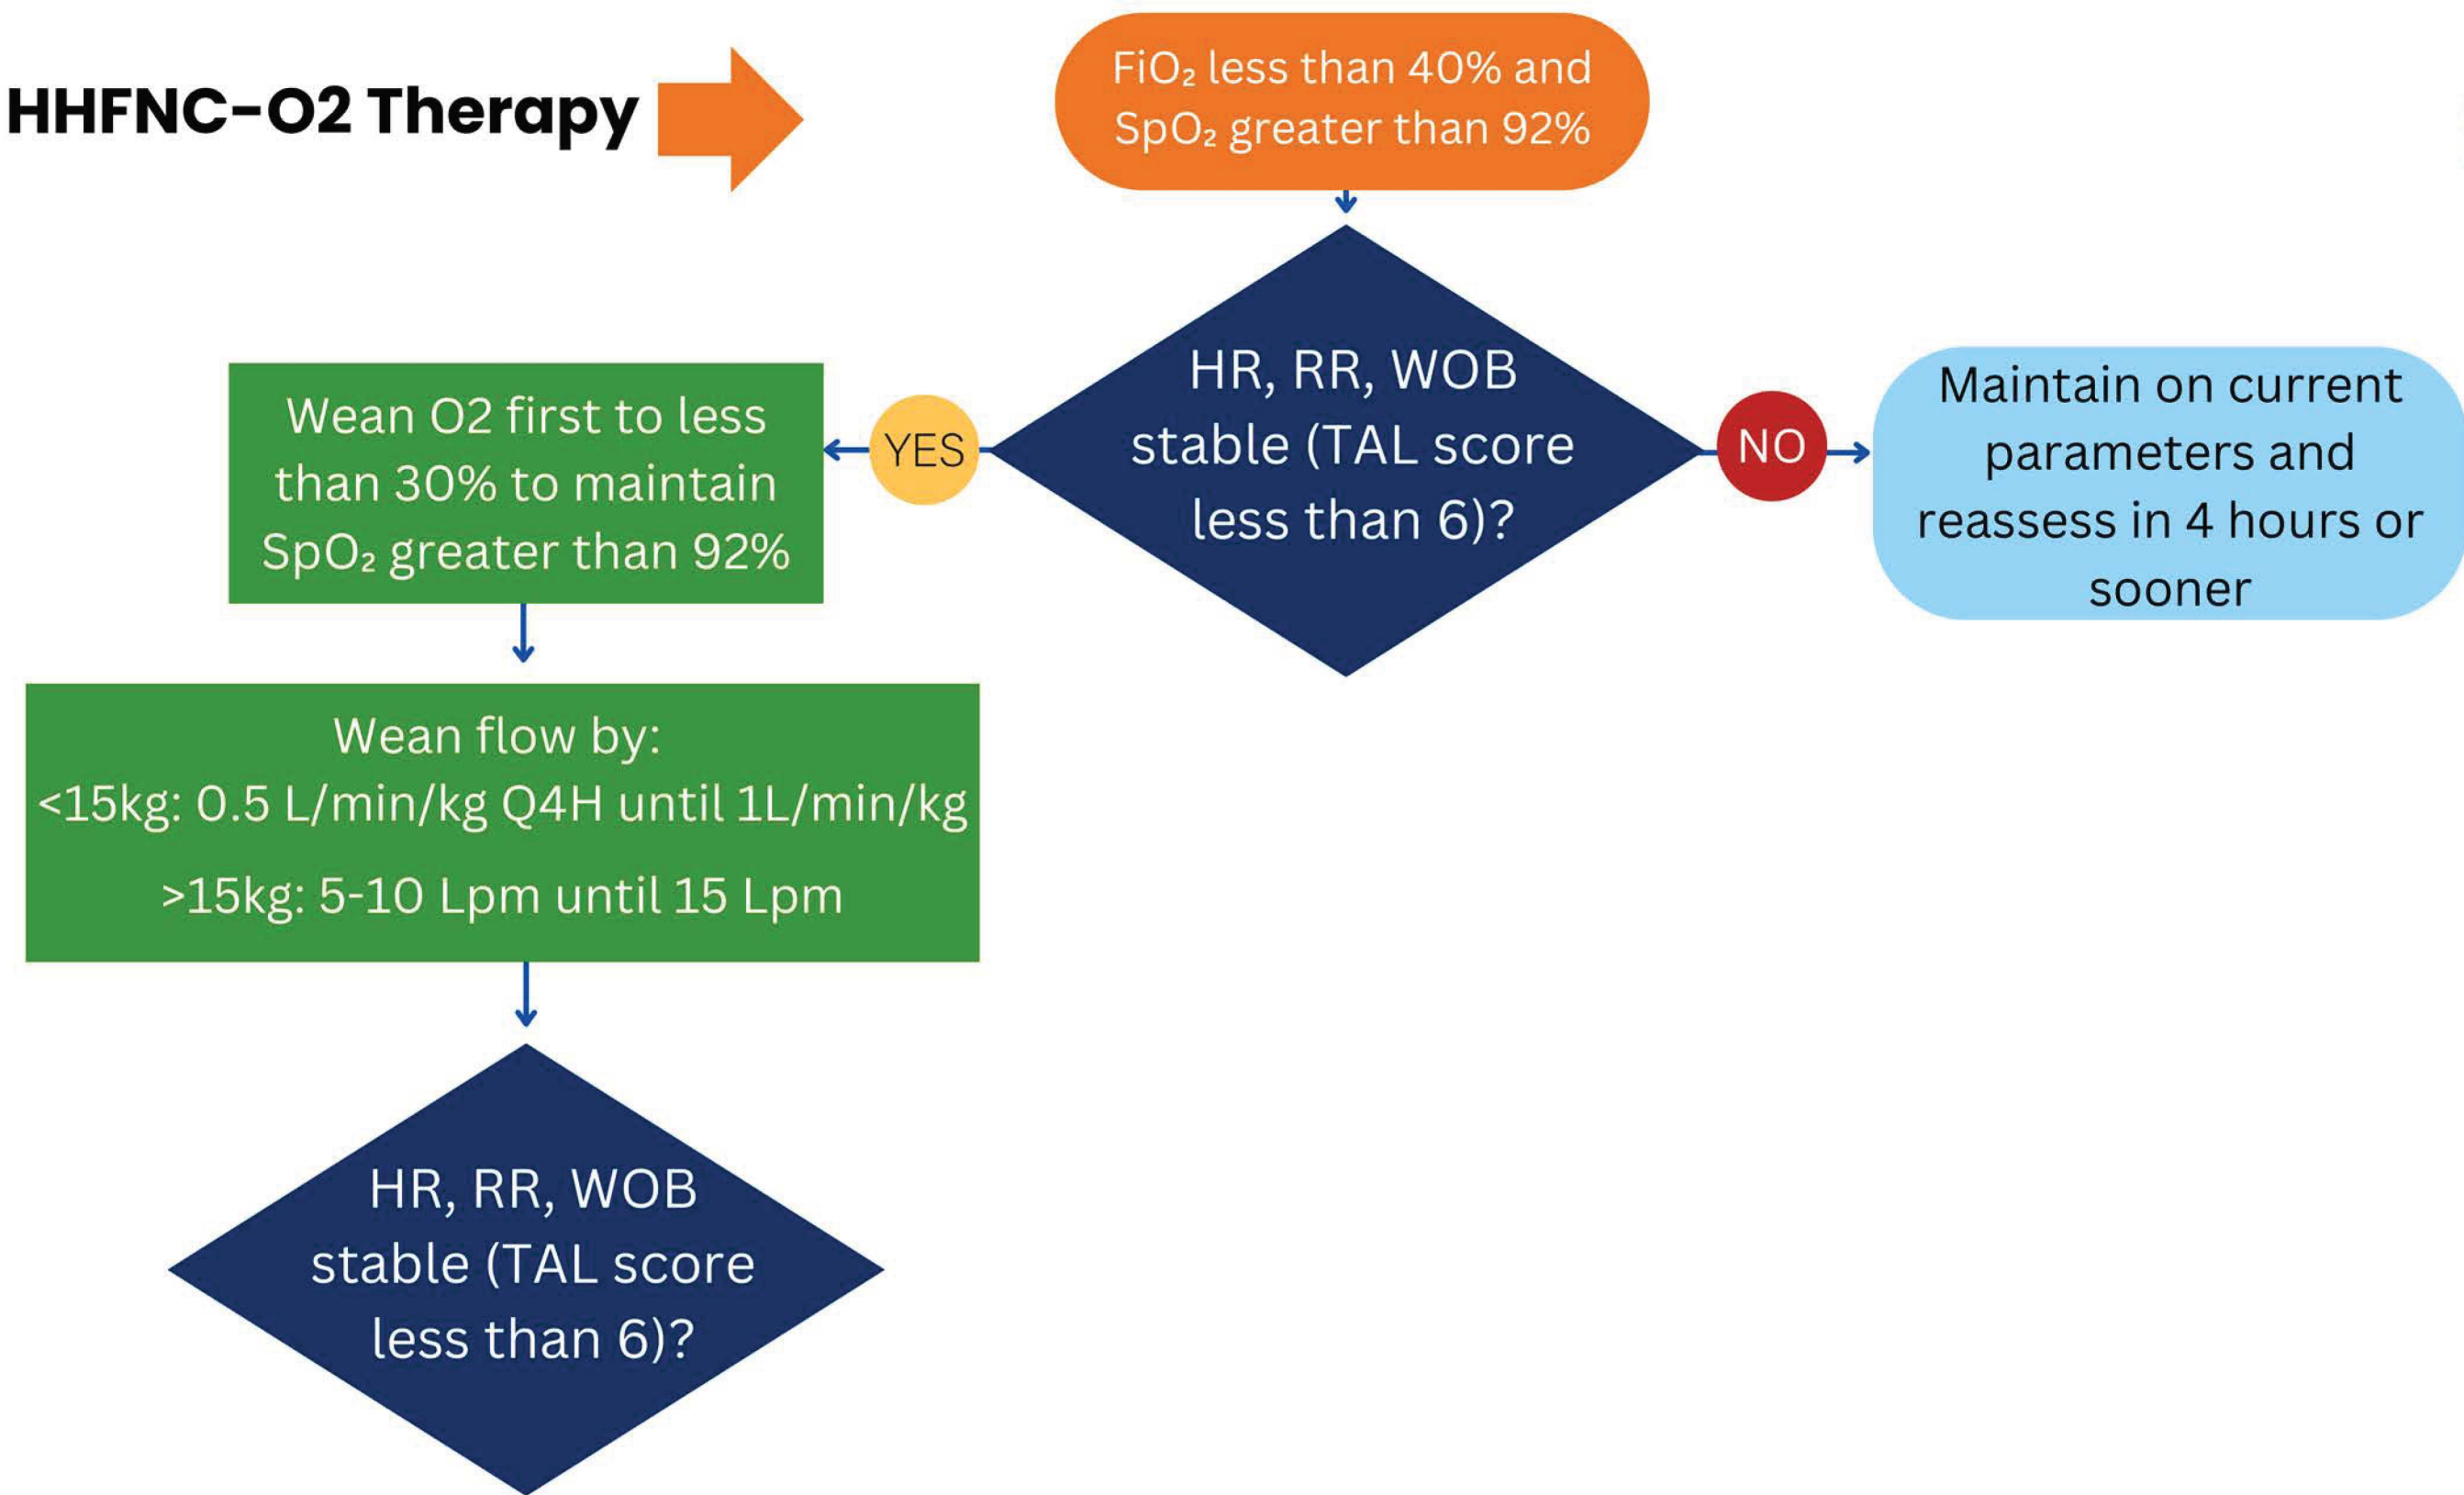 HHFNC-O2 Therapy
FiO₂ less than 40% and
SpO₂ greater than 92%
HR, RR, WOB
stable (TAL score
less than 6)?
YES
NO
Wean O2 first to less
than 30% to maintain
SpO₂ greater than 92%
Maintain on current
parameters and
reassess in 4 hours or
sooner
Wean flow by:
<15kg: 0.5 L/min/kg Q4H until 1L/min/kg
>15kg: 5-10 Lpm until 15 Lpm
HR, RR, WOB
stable (TAL score
less than 6)?